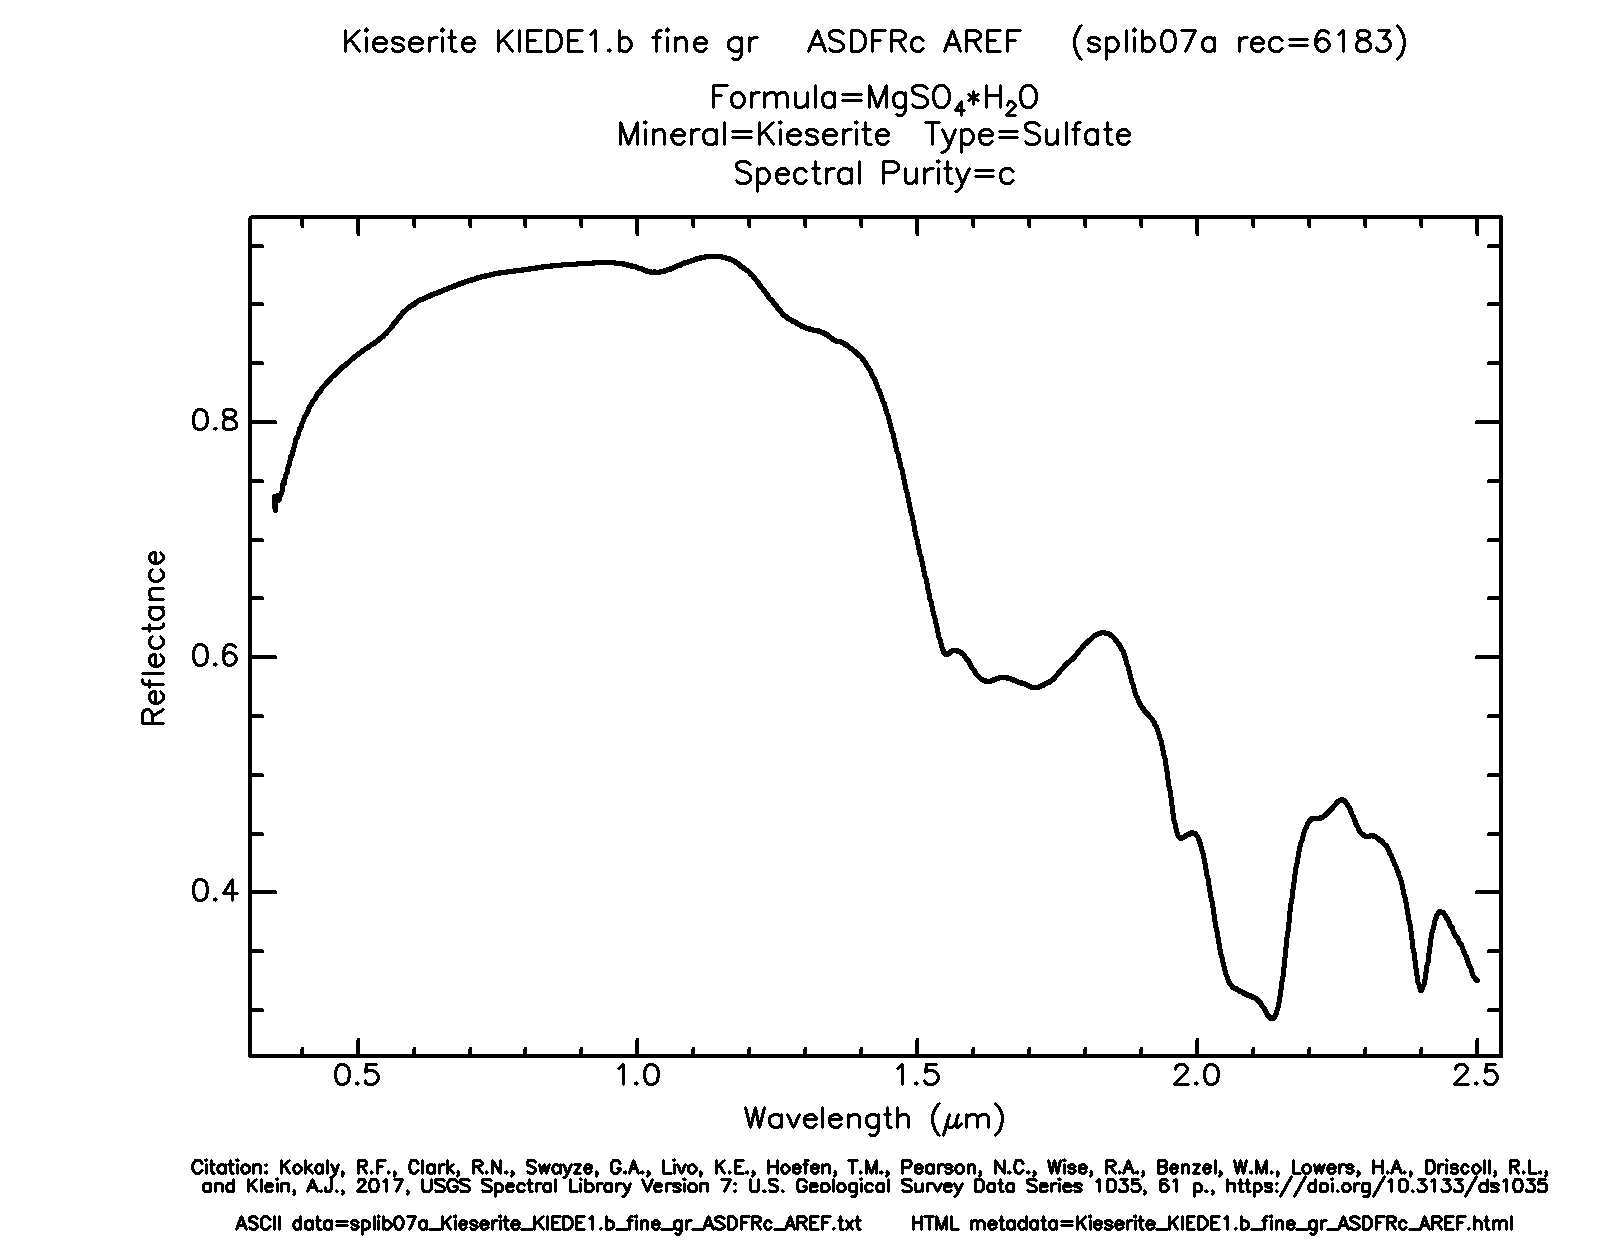 Kieserite KIEDE1.b fine gr ASDFRc AREF (splib07a rec=6183)
Formula=MgSO4*H2O
Mineral=Kieserite Type=Sulfate
Spectral Purity=c
0.8
0.6
0.4
Reflectance
0.5 1.0 1.5 2.0 2.5
Wavelength (μm)
Citation: Kokaly, R.F., Clark, R.N., Swayze, G.A., Livo, K.E., Hoefen, T.M., Pearson, N.C., Wise, R.A., Benzel, W.M., Lowers, H.A., Driscoll, R.L.,
and Klein, A.J., 2017, USGS Spectral Library Version 7: U.S. Geological Survey Data Series 1035, 61 p., https://doi.org/10.3133/ds1035
ASCII data=splib07a_Kieserite_KIEDE1.b_fine_gr_ASDFRc_AREF.txt HTML metadata=Kieserite_KIEDE1.b_fine_gr_ASDFRc_AREF.html